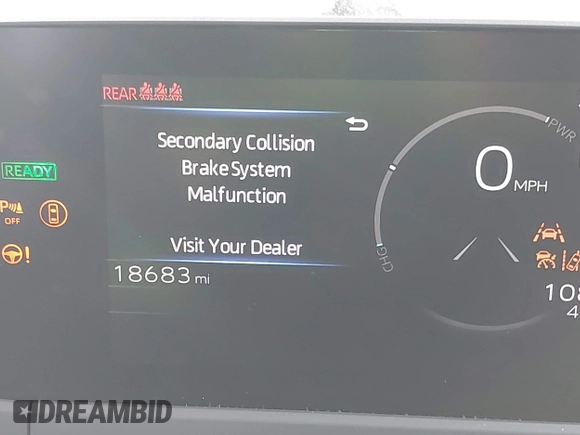 REAR
Secondary Collision
Brake System
Malfunction
Visit Your Dealer
18683 mi
READY
P
OFF
!
PWR
0 MPH
CHG
DREAMBID